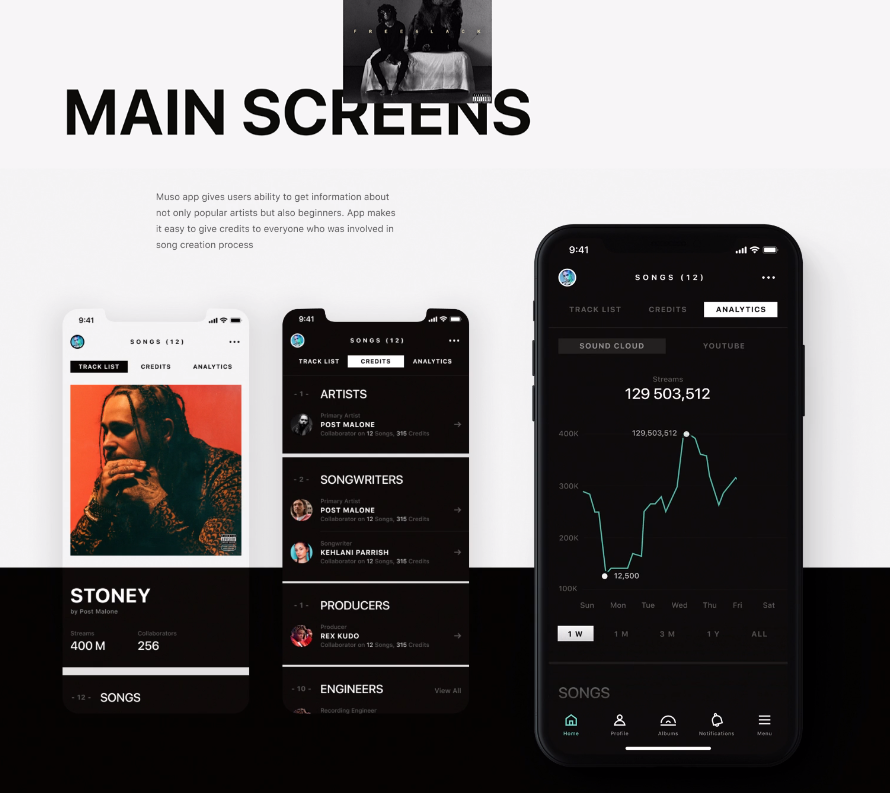 F R E E B L A C K
MAIN SCREENS
Muso app gives users ability to get information about
not only popular artists but also beginners. App makes
it easy to give credits to everyone who was involved in
song creation process
9:41
SONGS (12)
TRACK LIST CREDITS ANALYTICS
STONEY
by Post Malone
Streams Collaborators
400 M 256
- 12 - SONGS
9:41
SONGS (12)
TRACK LIST CREDITS ANALYTICS
- 1 - ARTISTS
Primary Artist
POST MALONE
Collaborator on 12 Songs, 315 Credits
- 2 - SONGWRITERS
Primary Artist
POST MALONE
Collaborator on 12 Songs, 315 Credits
Songwriter
KEHLANI PARRISH
Collaborator on 12 Songs, 315 Credits
- 1 - PRODUCERS
Producer
REX KUDO
Collaborator on 12 Songs, 315 Credits
- 10 - ENGINEERS View All
Recording Engineer
9:41
SONGS (12)
TRACK LIST CREDITS ANALYTICS
SOUND CLOUD YOUTUBE
Streams
129 503,512
400K
129,503,512
300K
200K
12,500
100K
Sun Mon Tue Wed Thu Fri Sat
1 W 1 M 3 M 1 Y ALL
SONGS
Home Profile Albums Notifications Menu